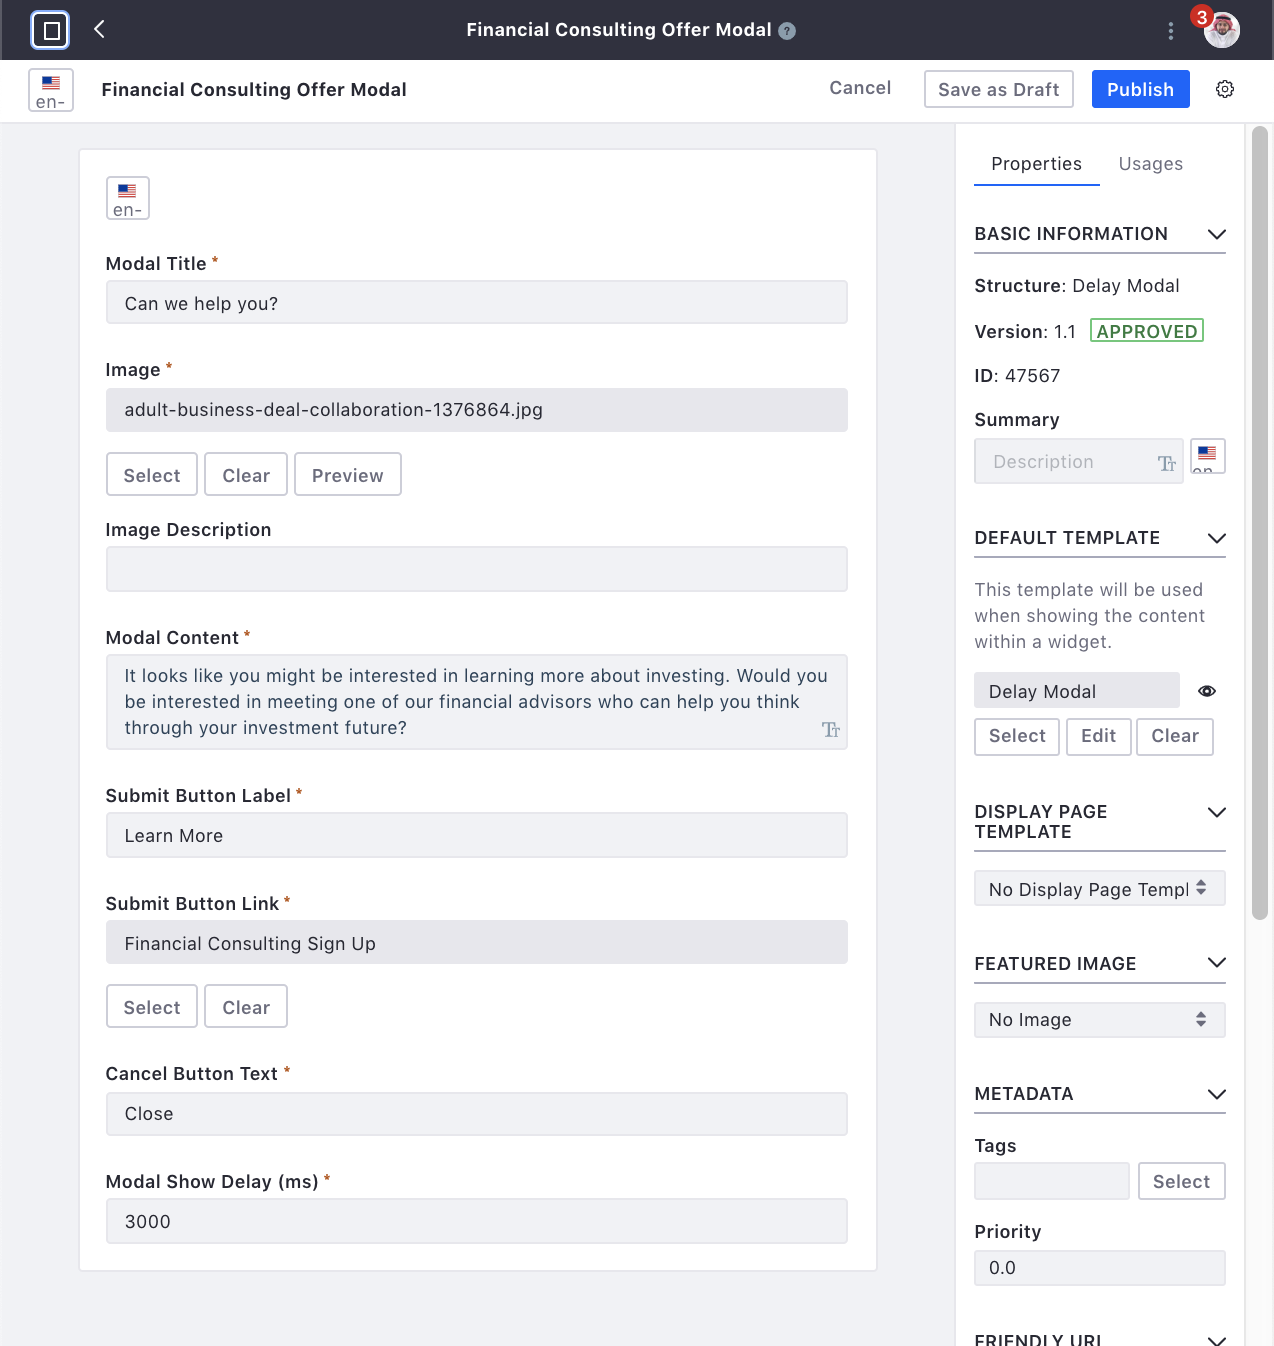 Financial Consulting Offer Modal ?
3
en-
Financial Consulting Offer Modal
Cancel
Save as Draft
Publish
en-
Modal Title *
Can we help you?
Image *
adult-business-deal-collaboration-1376864.jpg
Select
Clear
Preview
Image Description
Modal Content *
It looks like you might be interested in learning more about investing. Would you
be interested in meeting one of our financial advisors who can help you think
through your investment future?
Submit Button Label *
Learn More
Submit Button Link *
Financial Consulting Sign Up
Select
Clear
Cancel Button Text *
Close
Modal Show Delay (ms) *
3000
Properties
Usages
BASIC INFORMATION
Structure: Delay Modal
Version: 1.1 APPROVED
ID: 47567
Summary
Description
en
DEFAULT TEMPLATE
This template will be used
when showing the content
within a widget.
Delay Modal
Select
Edit
Clear
DISPLAY PAGE
TEMPLATE
No Display Page Templ
FEATURED IMAGE
No Image
METADATA
Tags
Select
Priority
0.0
FRIENDLY URL